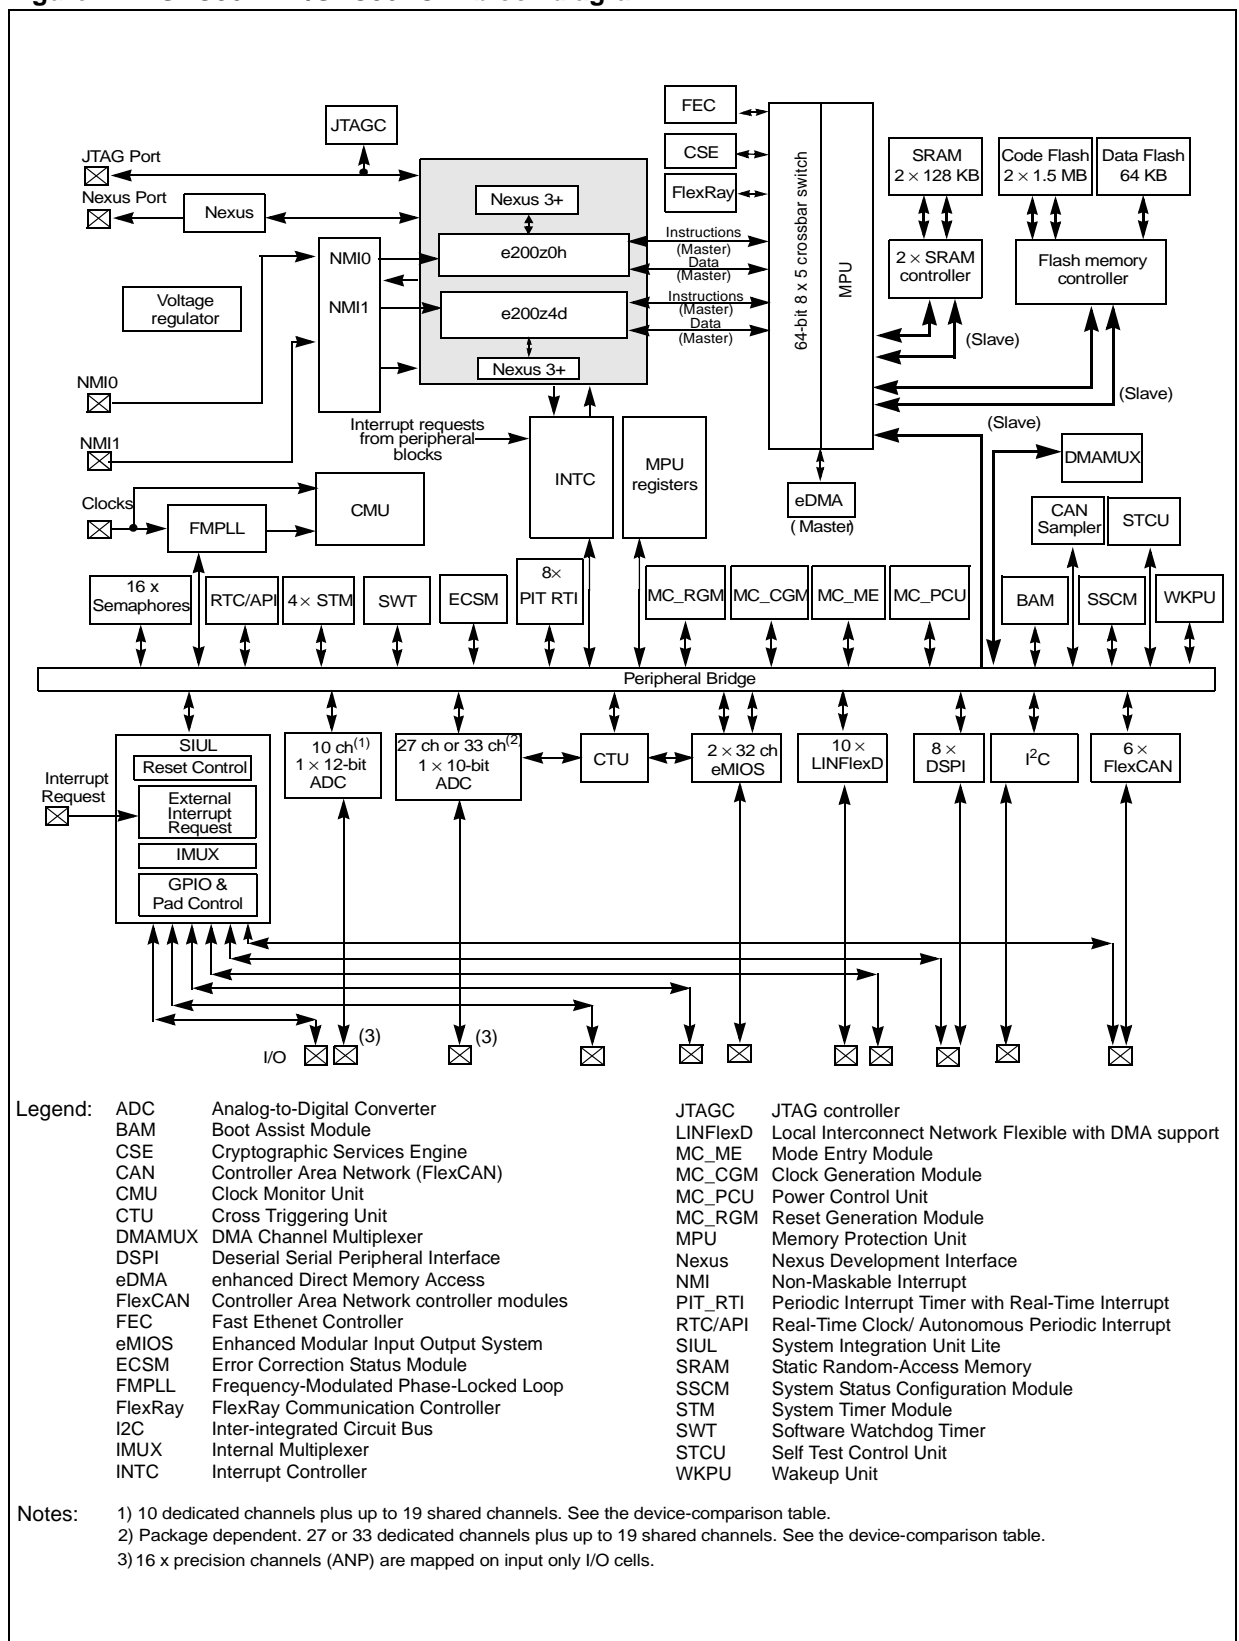 JTAGC
FEC
CSE
FlexRay
64-bit 8 x 5 crossbar switch
MPU
SRAM
2 × 128 KB
Code Flash
2 × 1.5 MB
Data Flash
64 KB
JTAG Port
Nexus Port
Nexus
Nexus 3+
e200z0h
e200z4d
Nexus 3+
Instructions
(Master)
Data
(Master)
Instructions
(Master)
Data
(Master)
2 × SRAM
controller
Flash memory
controller
NMI0
NMI1
Voltage
regulator
(Slave)
(Slave)
(Slave)
NMI0
NMI1
Interrupt requests
from peripheral
blocks
INTC
MPU
registers
DMAMUX
eDMA
( Master)
Clocks
FMPLL
CMU
CAN
Sampler
STCU
16 x
Semaphores
RTC/API
4 × STM
SWT
ECSM
8×
PIT RTI
MC_RGM
MC_CGM
MC_ME
MC_PCU
BAM
SSCM
WKPU
Peripheral Bridge
SIUL
Reset Control
External
Interrupt
Request
IMUX
GPIO &
Pad Control
Interrupt
Request
10 ch(1)
1 × 12-bit
ADC
27 ch or 33 ch(2)
1 × 10-bit
ADC
CTU
2 × 32 ch
eMIOS
10 ×
LINFlexD
8 ×
DSPI
I2C
6 ×
FlexCAN
I/O
(3)
(3)
Legend:
ADC Analog-to-Digital Converter
BAM Boot Assist Module
CSE Cryptographic Services Engine
CAN Controller Area Network (FlexCAN)
CMU Clock Monitor Unit
CTU Cross Triggering Unit
DMAMUX DMA Channel Multiplexer
DSPI Deserial Serial Peripheral Interface
eDMA enhanced Direct Memory Access
FlexCAN Controller Area Network controller modules
FEC Fast Ethenet Controller
eMIOS Enhanced Modular Input Output System
ECSM Error Correction Status Module
FMPLL Frequency-Modulated Phase-Locked Loop
FlexRay FlexRay Communication Controller
I2C Inter-integrated Circuit Bus
IMUX Internal Multiplexer
INTC Interrupt Controller
JTAGC JTAG controller
LINFlexD Local Interconnect Network Flexible with DMA support
MC_ME Mode Entry Module
MC_CGM Clock Generation Module
MC_PCU Power Control Unit
MC_RGM Reset Generation Module
MPU Memory Protection Unit
Nexus Nexus Development Interface
NMI Non-Maskable Interrupt
PIT_RTI Periodic Interrupt Timer with Real-Time Interrupt
RTC/API Real-Time Clock/ Autonomous Periodic Interrupt
SIUL System Integration Unit Lite
SRAM Static Random-Access Memory
SSCM System Status Configuration Module
STM System Timer Module
SWT Software Watchdog Timer
STCU Self Test Control Unit
WKPU Wakeup Unit
Notes:
1) 10 dedicated channels plus up to 19 shared channels. See the device-comparison table.
2) Package dependent. 27 or 33 dedicated channels plus up to 19 shared channels. See the device-comparison table.
3) 16 x precision channels (ANP) are mapped on input only I/O cells.